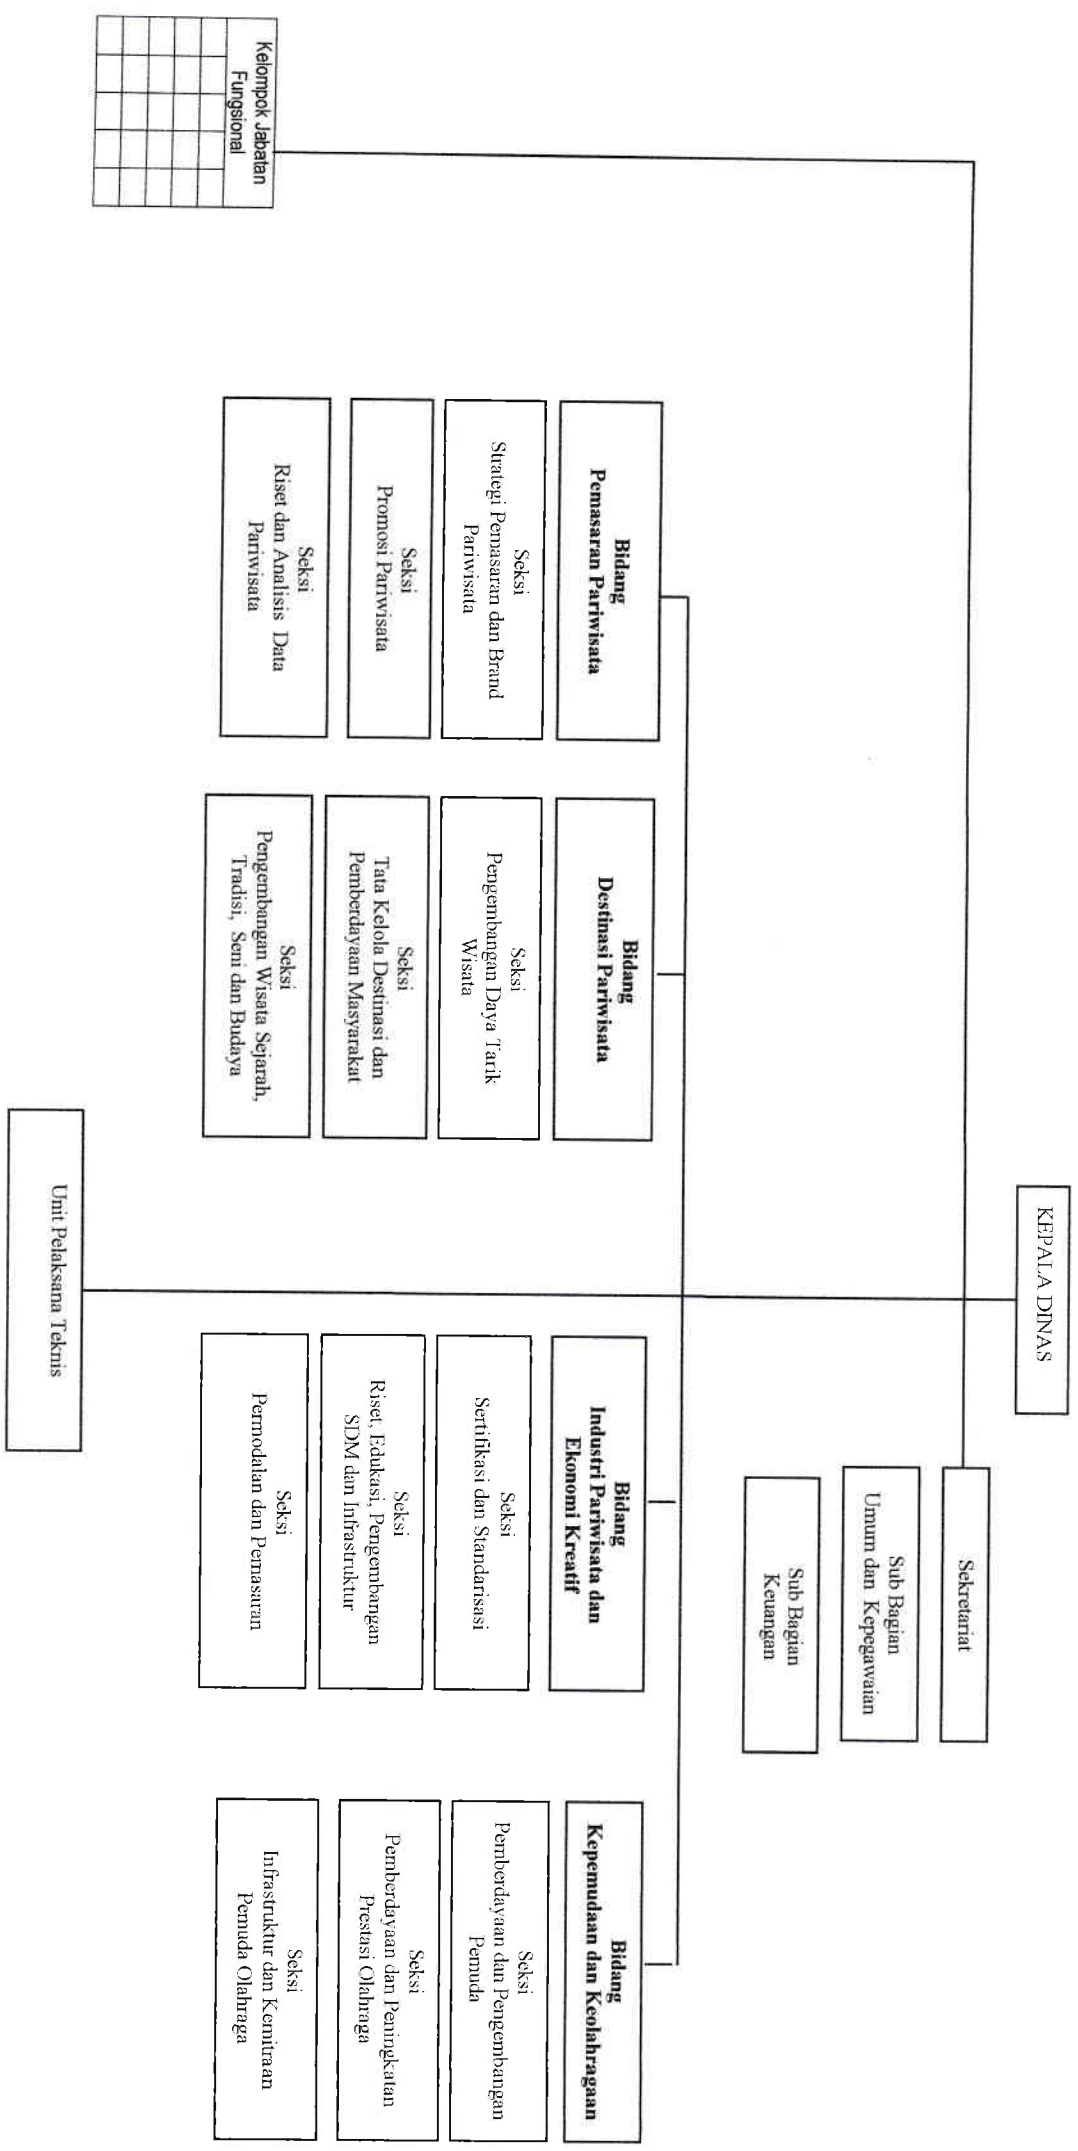 KEPALA DINAS
Sekretariat
Sub Bagian
Umum dan Kepegawaian
Sub Bagian
Keuangan
Kelompok Jabatan
Fungsional
Bidang
Pemasaran Pariwisata
Seksi
Strategi Pemasaran dan Brand
Pariwisata
Seksi
Promosi Pariwisata
Seksi
Riset dan Analisis Data
Pariwisata
Bidang
Destinasi Pariwisata
Seksi
Pengembangan Daya Tarik
Wisata
Seksi
Tata Kelola Destinasi dan
Pemberdayaan Masyarakat
Seksi
Pengembangan Wisata Sejarah,
Tradisi, Seni dan Budaya
Bidang
Industri Pariwisata dan
Ekonomi Kreatif
Seksi
Sertifikasi dan Standarisasi
Seksi
Riset, Edukasi, Pengembangan
SDM dan Infrastruktur
Seksi
Permodalan dan Pemasaran
Bidang
Kepemudaan dan Keolahragaan
Seksi
Pemberdayaan dan Pengembangan
Pemuda
Seksi
Pemberdayaan dan Peningkatan
Prestasi Olahraga
Seksi
Infrastruktur dan Kemitraan
Pemuda Olahraga
Unit Pelaksana Teknis